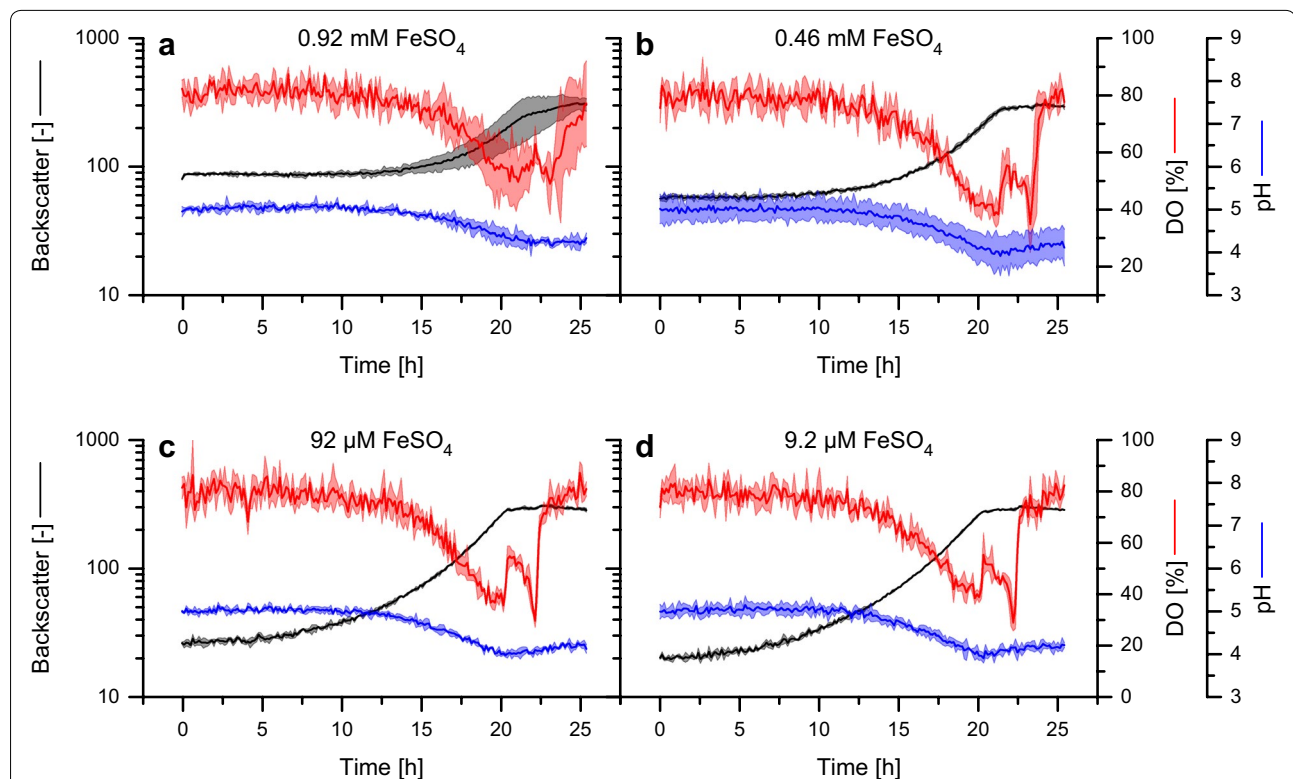 a
0.92 mM FeSO₄
b
0.46 mM FeSO₄
1000
100
10
Backscatter [-]
0 5 10 15 20 25
Time [h]
0 5 10 15 20 25
Time [h]
100
80
60
40
20
DO [%]
9
8
7
6
5
4
3
pH
c
92 µM FeSO₄
d
9.2 µM FeSO₄
1000
100
10
Backscatter [-]
0 5 10 15 20 25
Time [h]
0 5 10 15 20 25
Time [h]
100
80
60
40
20
0
DO [%]
9
8
7
6
5
4
3
pH